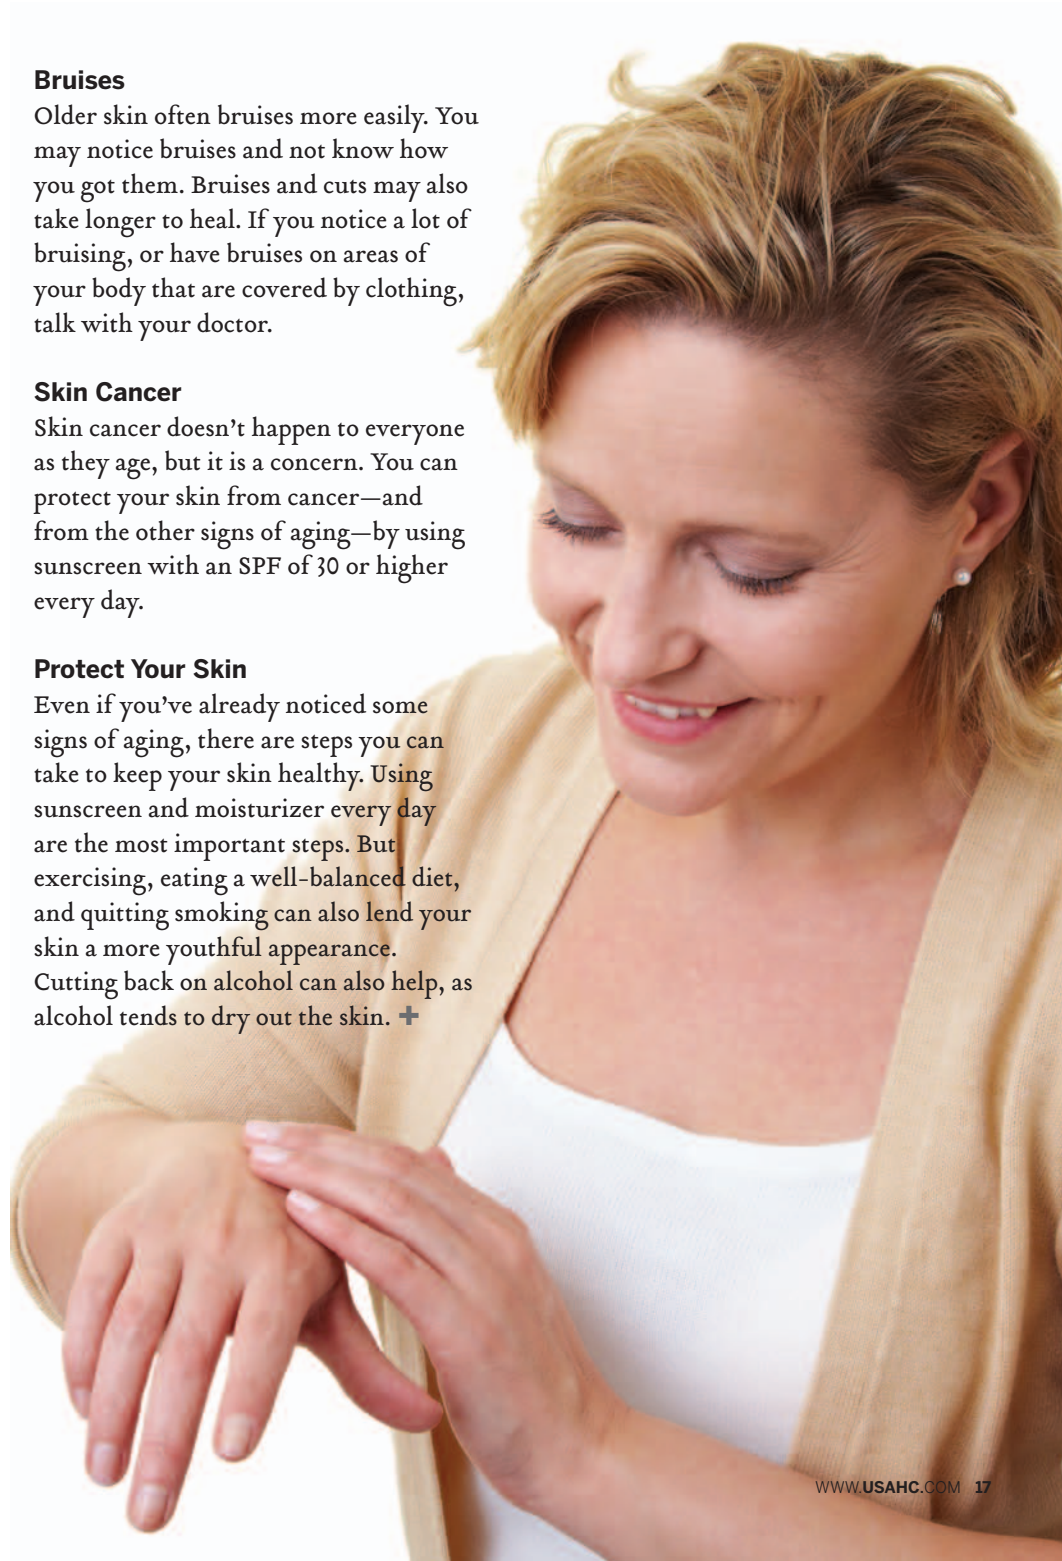 Bruises
Older skin often bruises more easily. You
may notice bruises and not know how
you got them. Bruises and cuts may also
take longer to heal. If you notice a lot of
bruising, or have bruises on areas of
your body that are covered by clothing,
talk with your doctor.
Skin Cancer
Skin cancer doesn’t happen to everyone
as they age, but it is a concern. You can
protect your skin from cancer—and
from the other signs of aging—by using
sunscreen with an SPF of 30 or higher
every day.
Protect Your Skin
Even if you’ve already noticed some
signs of aging, there are steps you can
take to keep your skin healthy. Using
sunscreen and moisturizer every day
are the most important steps. But
exercising, eating a well-balanced diet,
and quitting smoking can also lend your
skin a more youthful appearance.
Cutting back on alcohol can also help, as
alcohol tends to dry out the skin. +
WWW.USAHC.COM 17